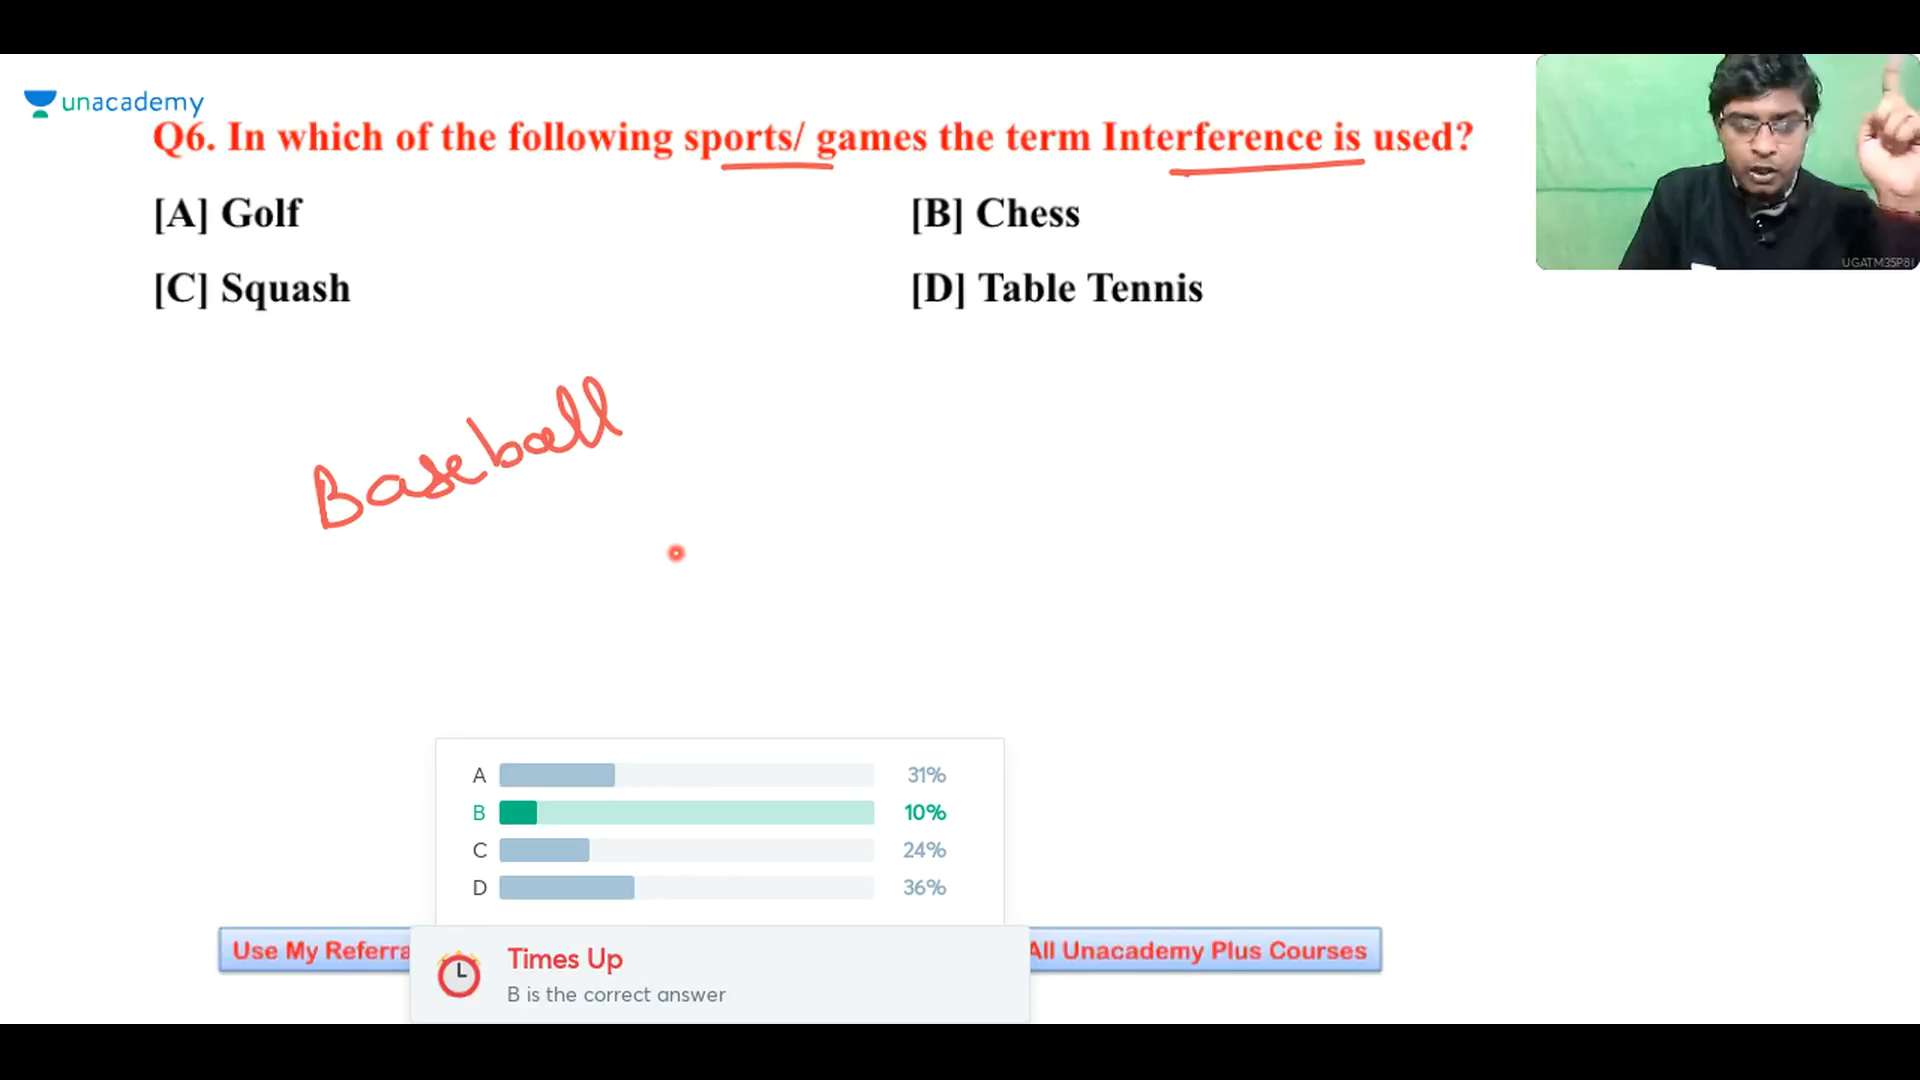 unacademy
Q6. In which of the following sports/ games the term Interference is used?
[A] Golf
[B] Chess
[C] Squash
[D] Table Tennis
UGATM35P8I
Baseball
A 31%
B 10%
C 24%
D 36%
Use My Referra
All Unacademy Plus Courses
Times Up
B is the correct answer